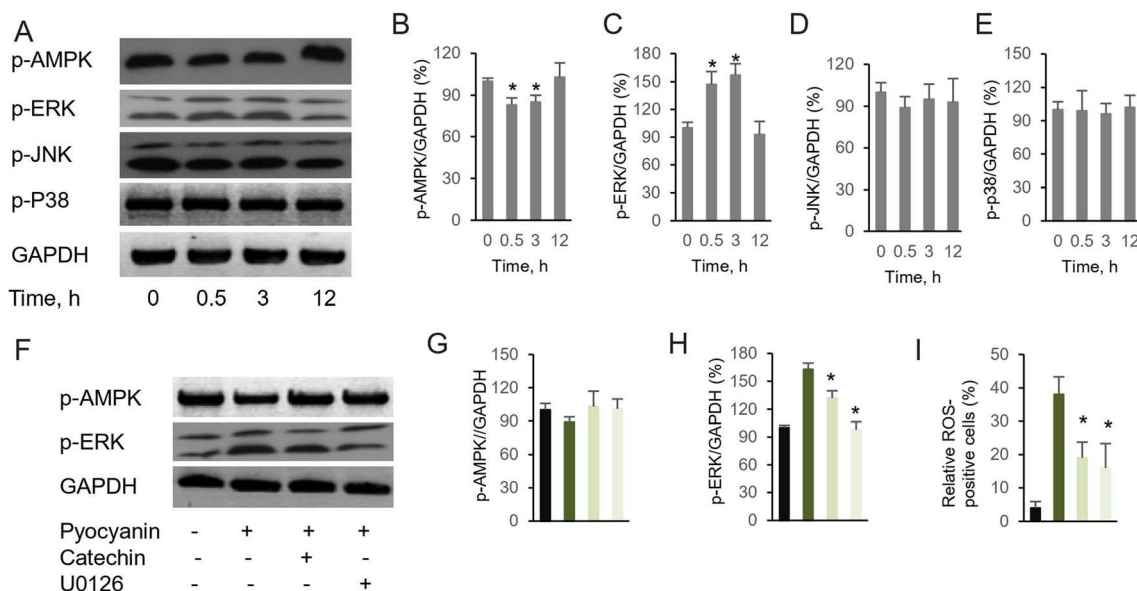 A
p-AMPK
p-ERK
p-JNK
p-P38
GAPDH
Time, h 0 0.5 3 12
B
p-AMPK/GAPDH (%)
120
90
60
30
0
* *
0 0.5 3 12
Time, h
C
p-ERK/GAPDH (%)
180
150
120
90
60
30
0
* *
0 0.5 3 12
Time, h
D
p-JNK/GAPDH (%)
120
90
60
30
0
0 0.5 3 12
Time, h
E
p-p38/GAPDH (%)
150
120
90
60
30
0
0 0.5 3 12
Time, h
F
p-AMPK
p-ERK
GAPDH
Pyocyanin - + + +
Catechin - - + -
U0126 - - - +
G
p-AMPK//GAPDH
150
120
90
60
30
0
H
p-ERK/GAPDH (%)
180
150
120
90
60
30
0
*
*
I
Relative ROS-
positive cells (%)
50
40
30
20
10
0
* *